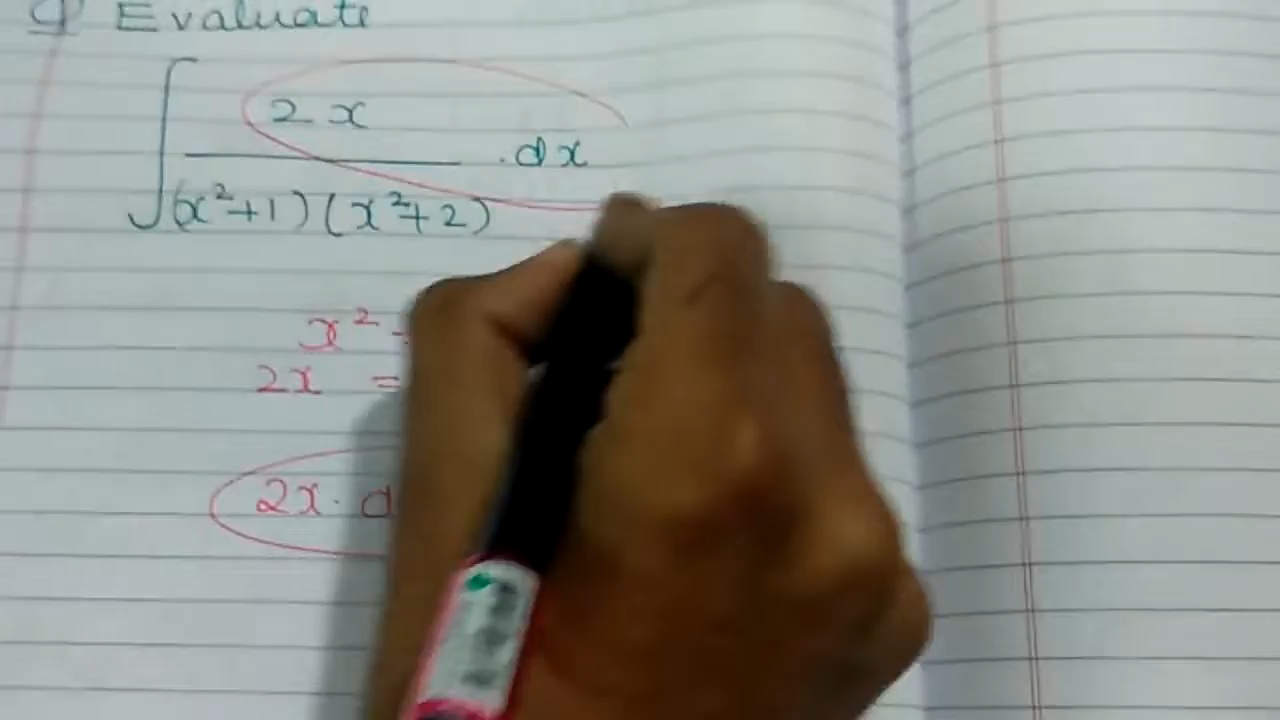 Q Evaluate
∫ 2x / (x²+1)(x²+2) .dx
x²
2x =
2x. d